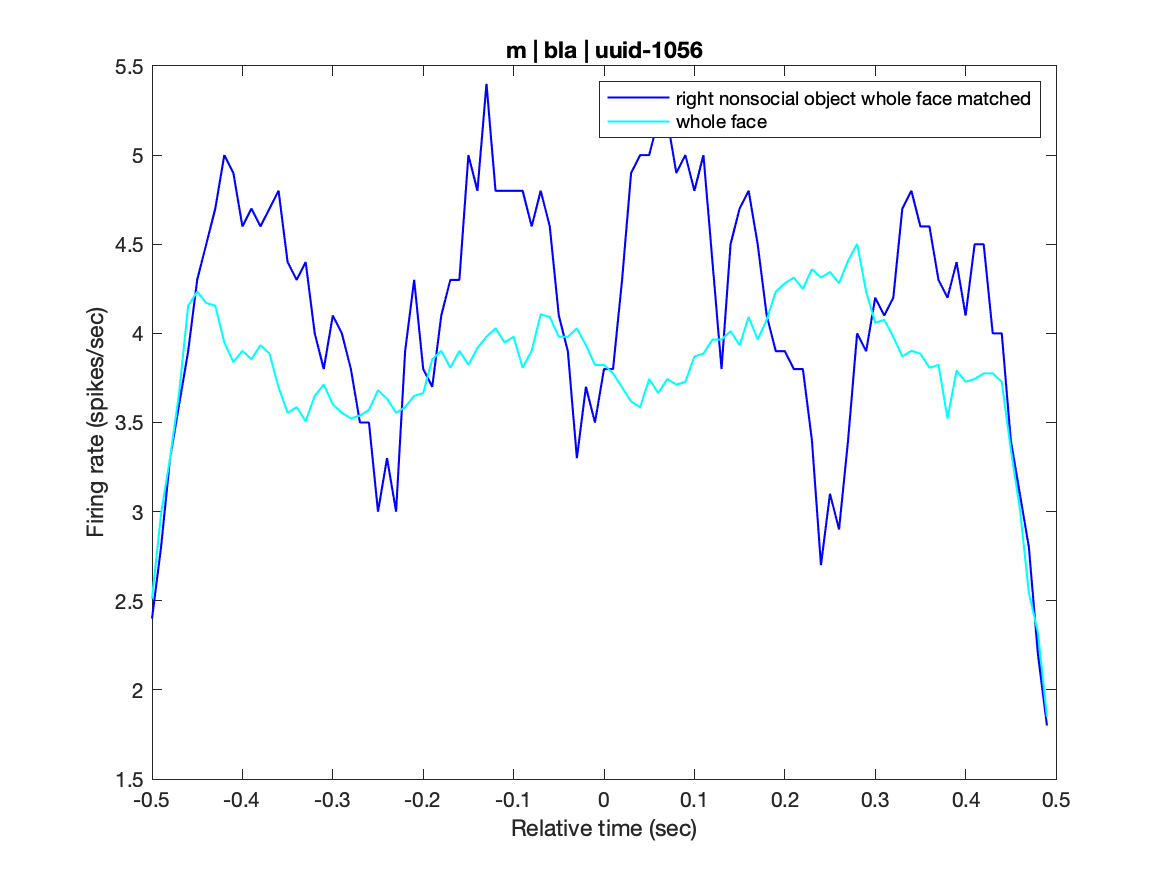 m | bla | uuid-1056
right nonsocial object whole face matched
whole face
5.5
5
4.5
4
3.5
3
2.5
2
1.5
Firing rate (spikes/sec)
-0.5 -0.4 -0.3 -0.2 -0.1 0 0.1 0.2 0.3 0.4 0.5
Relative time (sec)